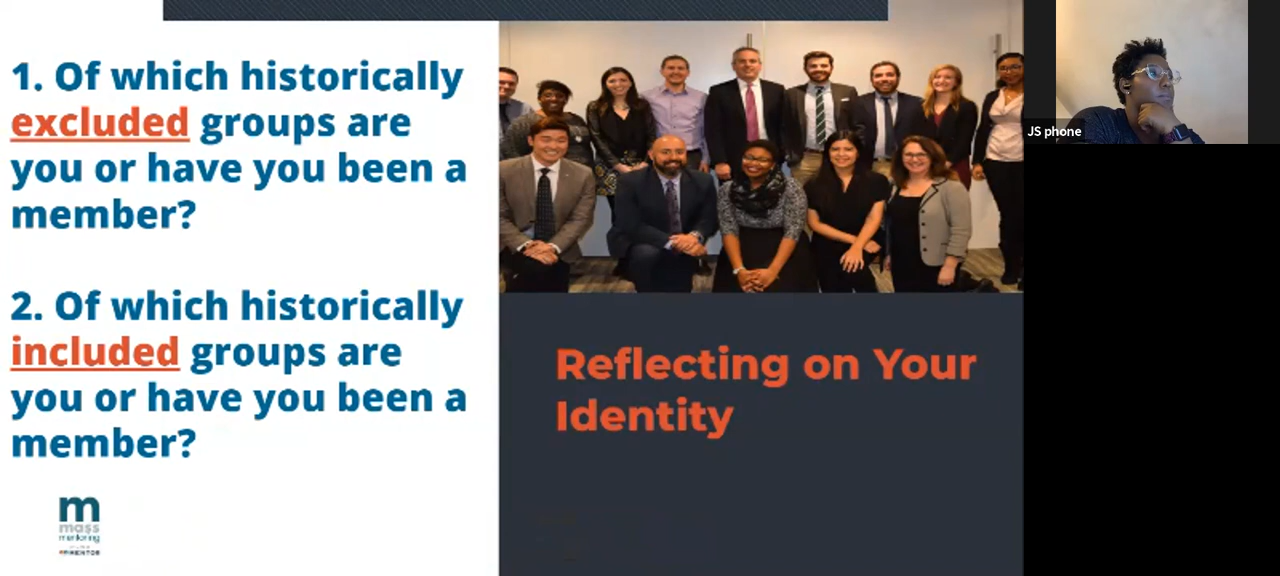 1. Of which historically
excluded groups are
you or have you been a
member?
2. Of which historically
included groups are
you or have you been a
member?
Reflecting on Your
Identity
JS phone
m
mass
mentoring
MENTOR